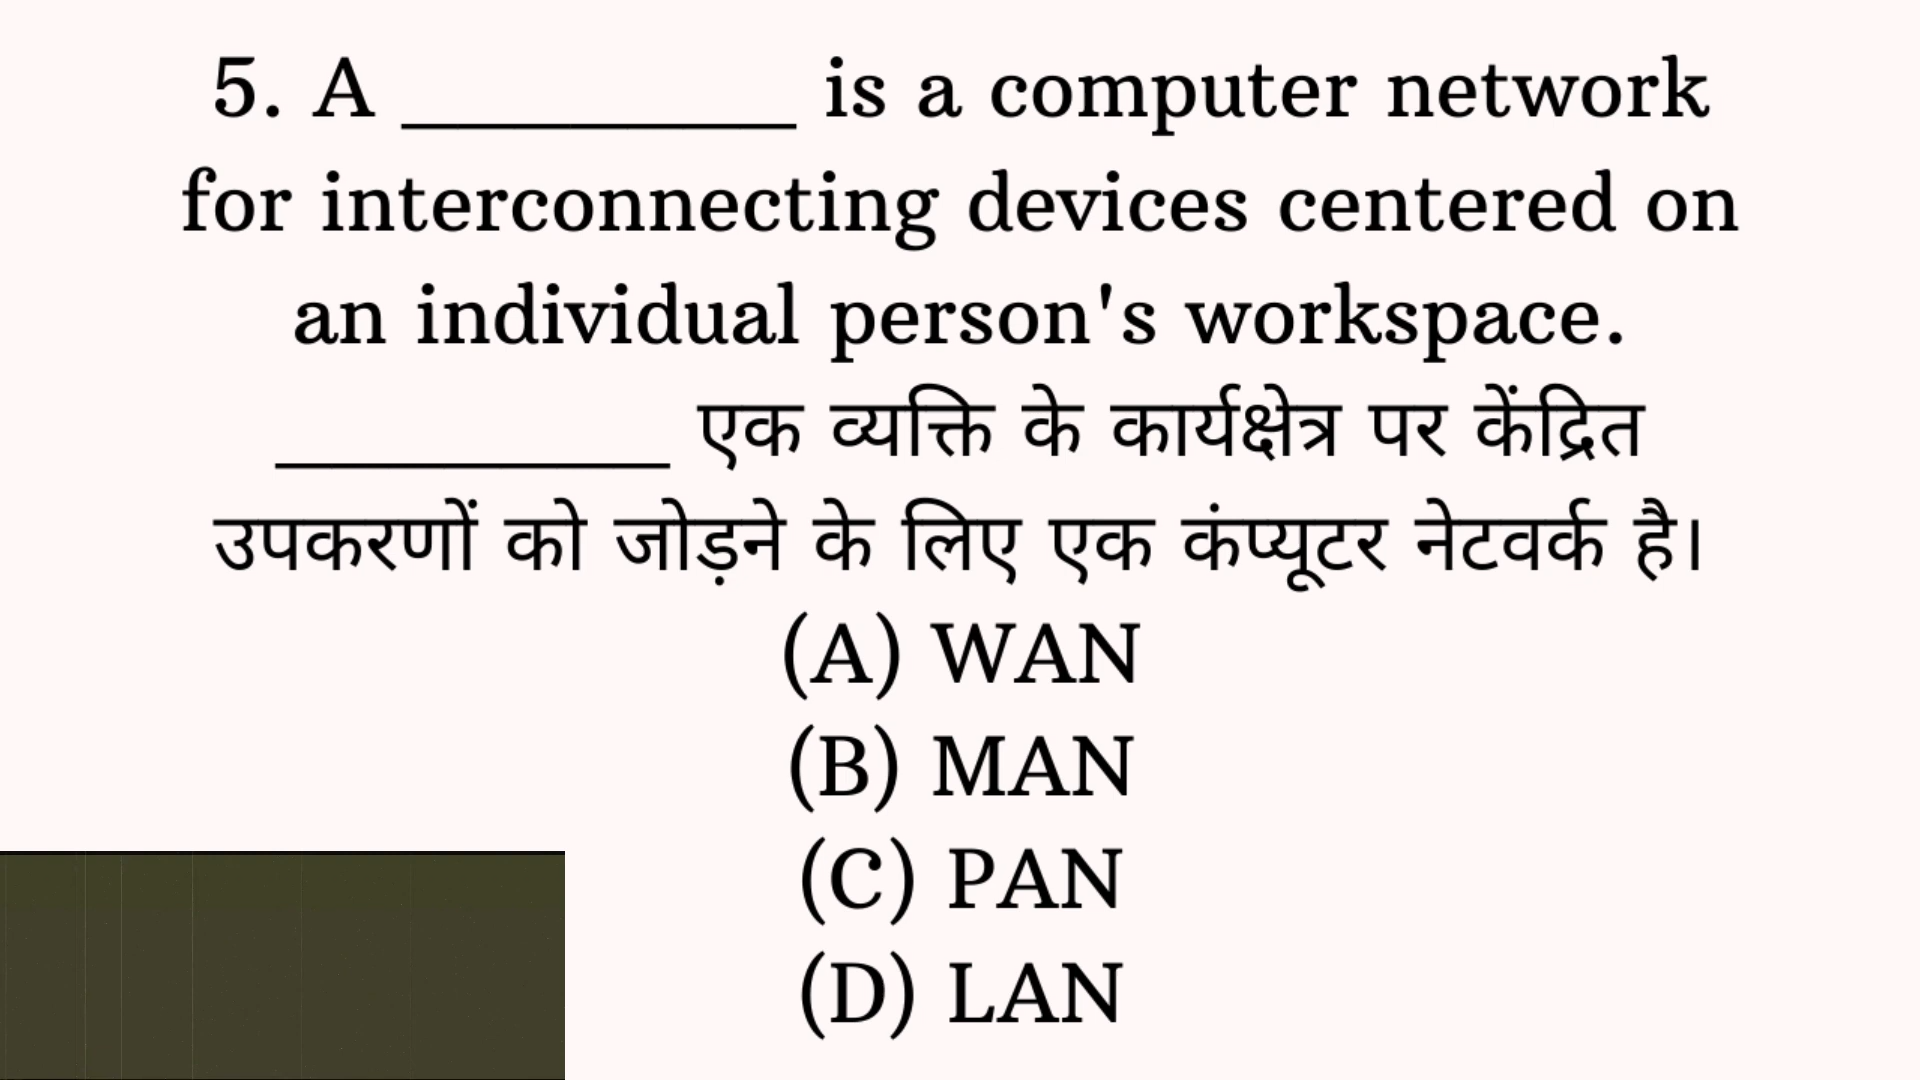 5. A __________ is a computer network
for interconnecting devices centered on
an individual person's workspace.
__________ एक व्यक्ति के कार्यक्षेत्र पर केंद्रित
उपकरणों को जोड़ने के लिए एक कंप्यूटर नेटवर्क है।
(A) WAN
(B) MAN
(C) PAN
(D) LAN